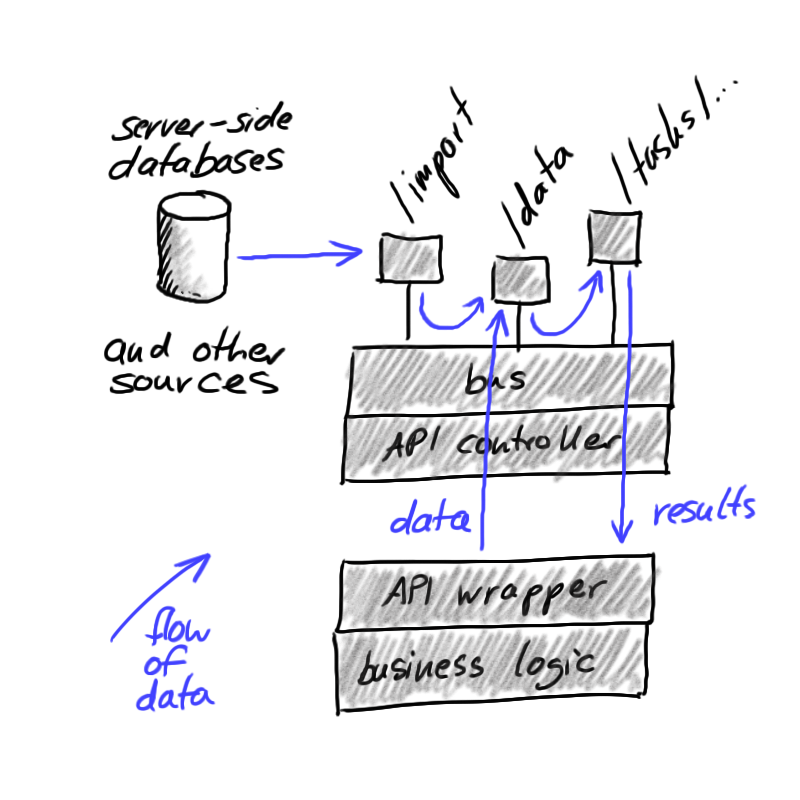 server-side
databases
and other
sources
/import
/data
/tasks/...
bus
API controller
data
results
API wrapper
business logic
flow
of
data